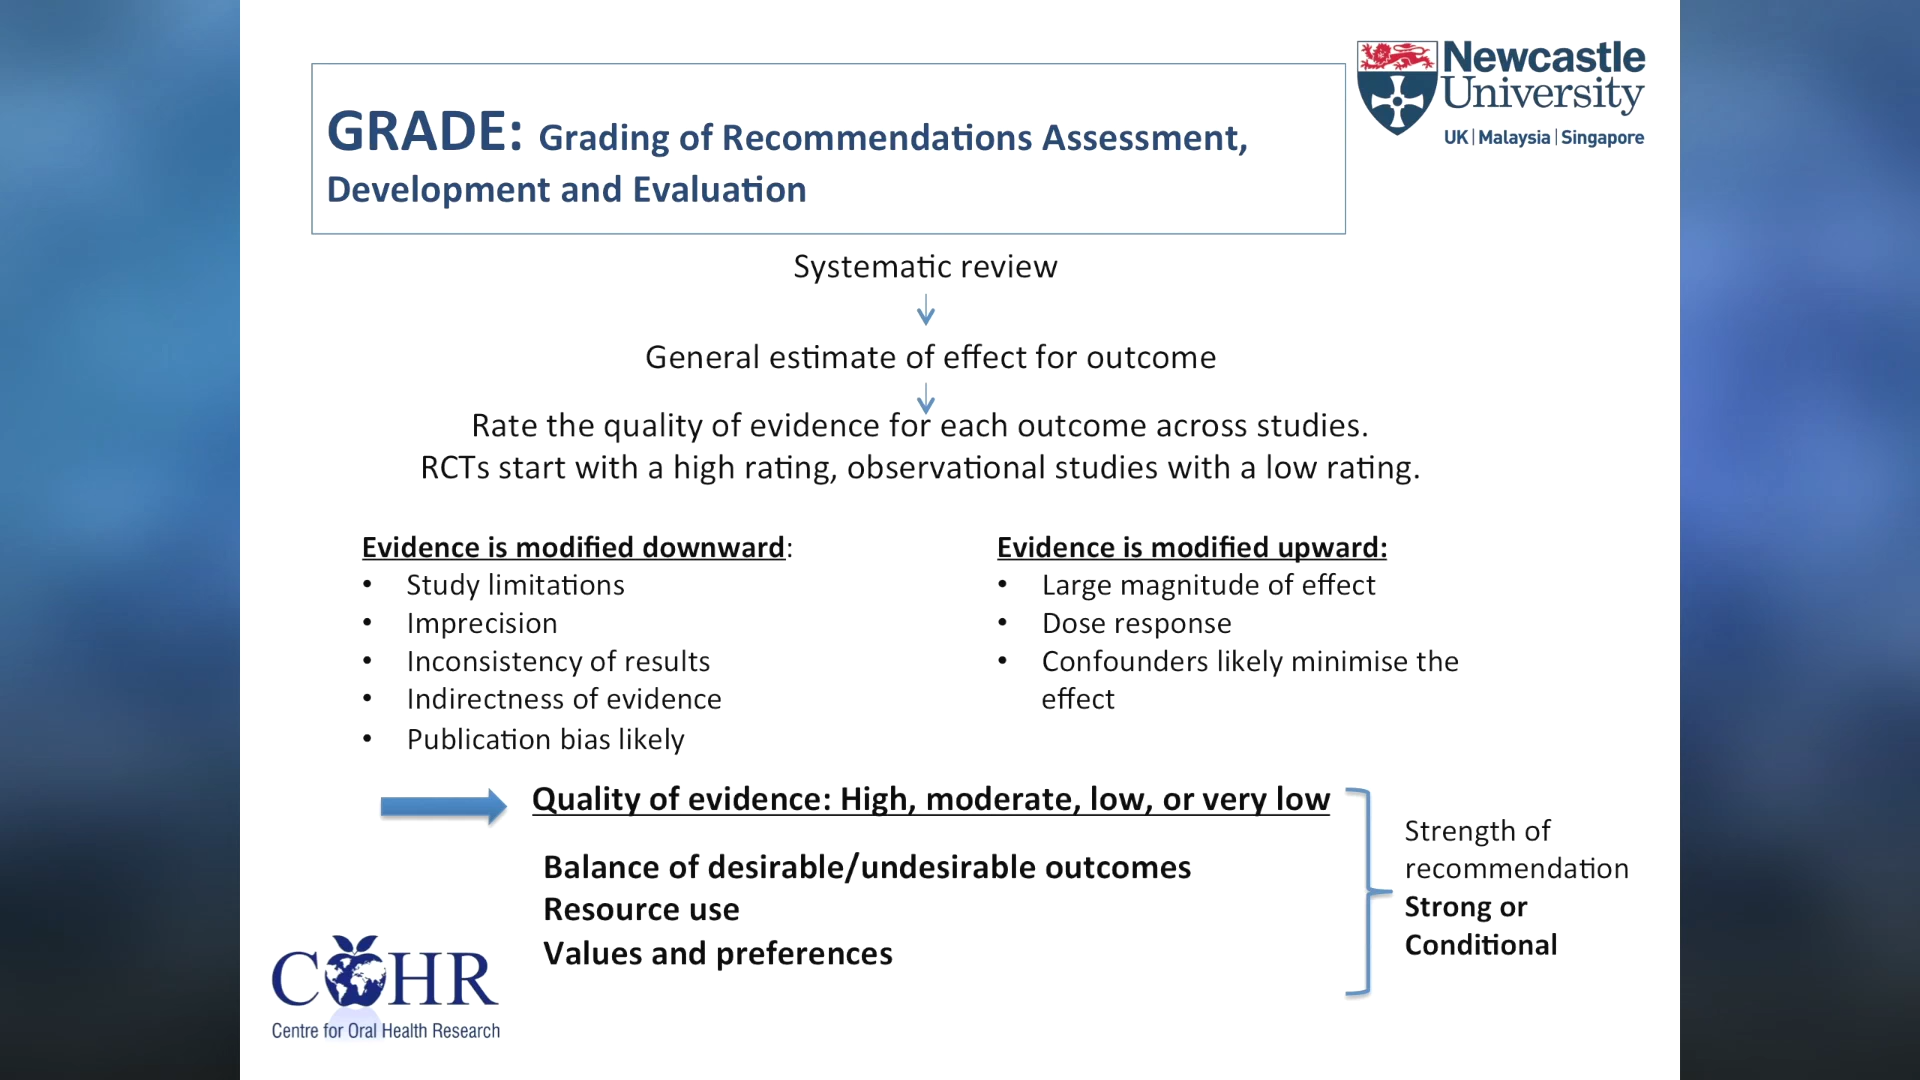 Newcastle
University
UK | Malaysia | Singapore
GRADE: Grading of Recommendations Assessment,
Development and Evaluation
Systematic review
General estimate of effect for outcome
Rate the quality of evidence for each outcome across studies.
RCTs start with a high rating, observational studies with a low rating.
Evidence is modified downward:
• Study limitations
• Imprecision
• Inconsistency of results
• Indirectness of evidence
• Publication bias likely
Evidence is modified upward:
• Large magnitude of effect
• Dose response
• Confounders likely minimise the
effect
Quality of evidence: High, moderate, low, or very low
Balance of desirable/undesirable outcomes
Resource use
Values and preferences
Strength of
recommendation
Strong or
Conditional
COHR
Centre for Oral Health Research